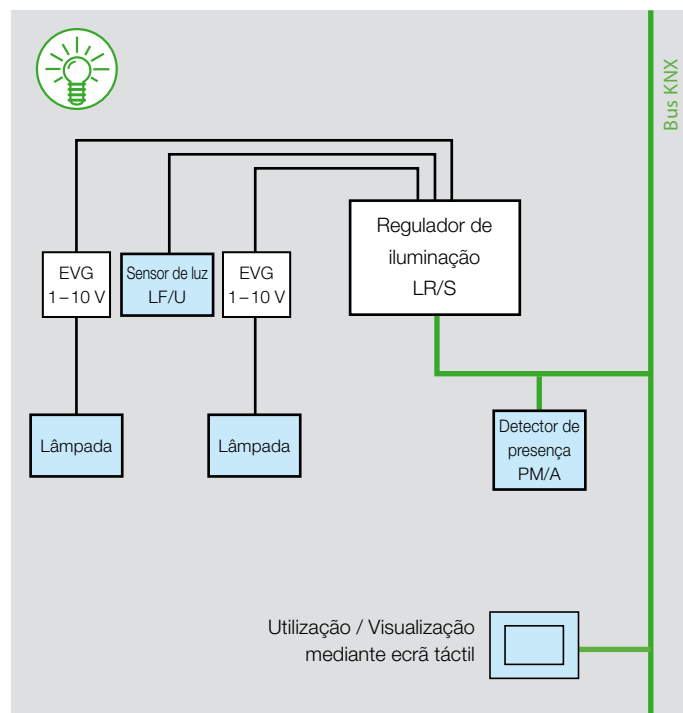 Bus KNX
Regulador de
iluminação
LR/S
EVG
1–10 V
Sensor de luz
LF/U
EVG
1–10 V
Lâmpada
Lâmpada
Detector de
presença
PM/A
Utilização / Visualização
mediante ecrã táctil